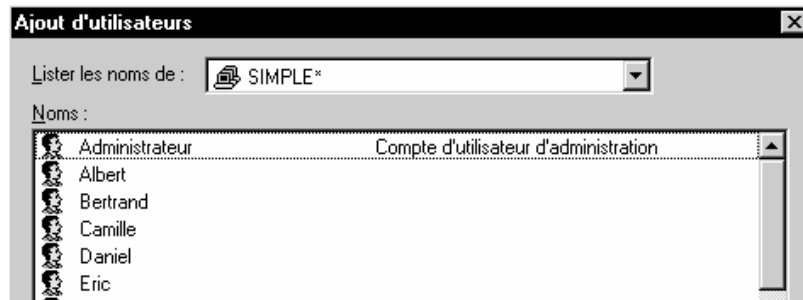 Ajout d'utilisateurs
Lister les noms de : SIMPLE*
Noms :
Administrateur Compte d'utilisateur d'administration
Albert
Bertrand
Camille
Daniel
Eric